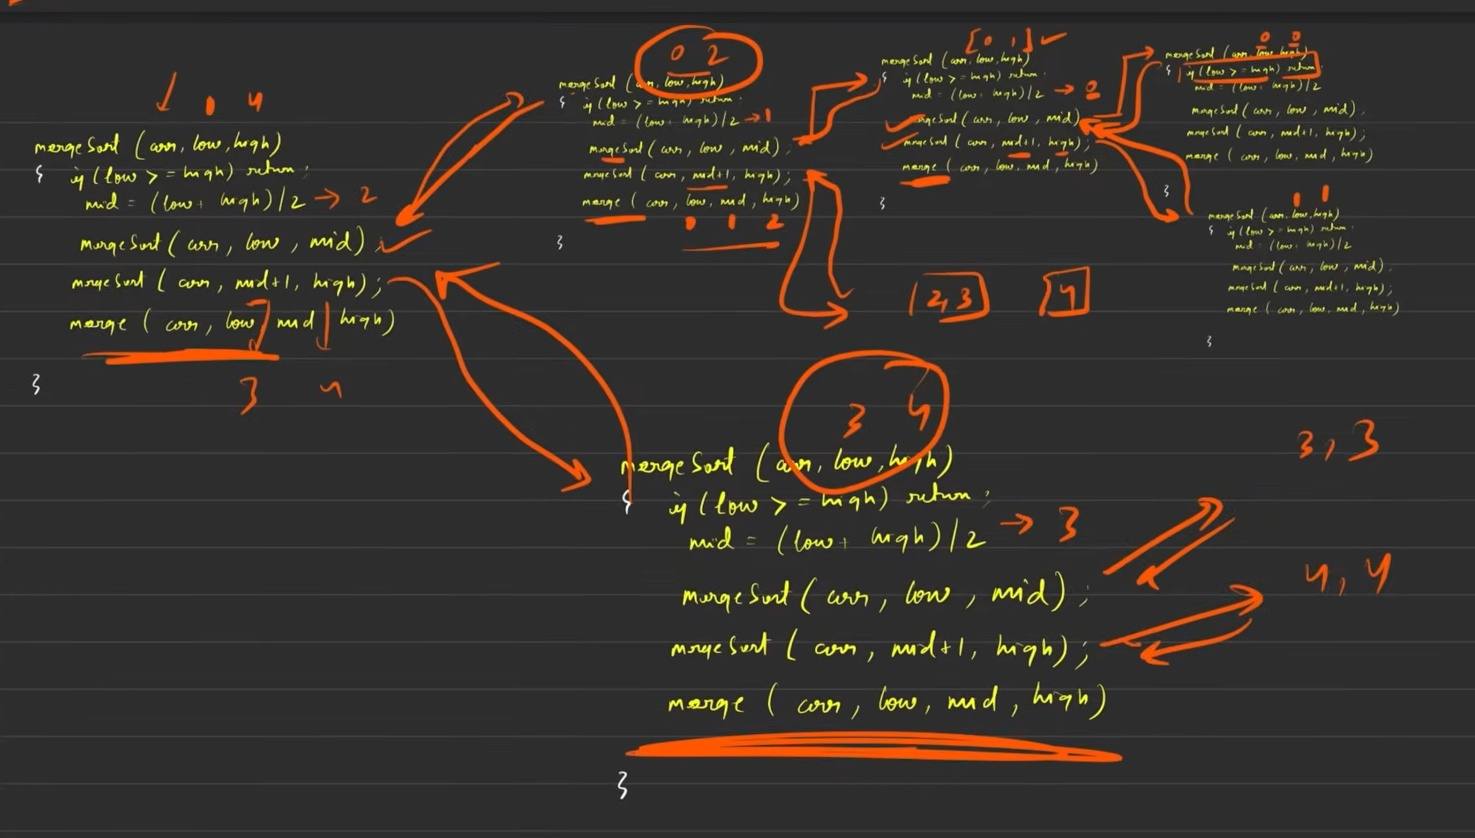 0 4
mergeSort (arr, low, high)
{ if (low >= high) return;
mid = (low + high)/2 → 2
mergeSort (arr, low, mid);
mergeSort (arr, mid+1, high);
merge (arr, low, mid, high)
3 4
}
0 2
mergeSort (arr, low, high)
{ if (low >= high) return;
mid = (low + high)/2 → 1
mergeSort (arr, low, mid);
mergeSort (arr, mid+1, high);
merge (arr, low, mid, high)
0 1 2
}
[0 1]
mergeSort (arr, low, high)
{ if (low >= high) return;
mid = (low + high)/2 → 0
mergeSort (arr, low, mid)
mergeSort (arr, mid+1, high);
merge (arr, low, mid, high)
}
0 0
mergeSort (arr, low, high)
{ if (low >= high) return;
mid = (low + high)/2
mergeSort (arr, low, mid),
mergeSort (arr, mid+1, high);
merge (arr, low, mid, high)
}
1 1
mergeSort (arr, low, high)
{ if (low >= high) return;
mid = (low + high)/2
mergeSort (arr, low, mid),
mergeSort (arr, mid+1, high);
merge (arr, low, mid, high)
}
2,3 4
3 4
mergeSort (arr, low, high)
{ if (low >= high) return;
mid = (low + high)/2 → 3
mergeSort (arr, low, mid);
mergeSort (arr, mid+1, high);
merge (arr, low, mid, high)
}
3, 3
4, 4